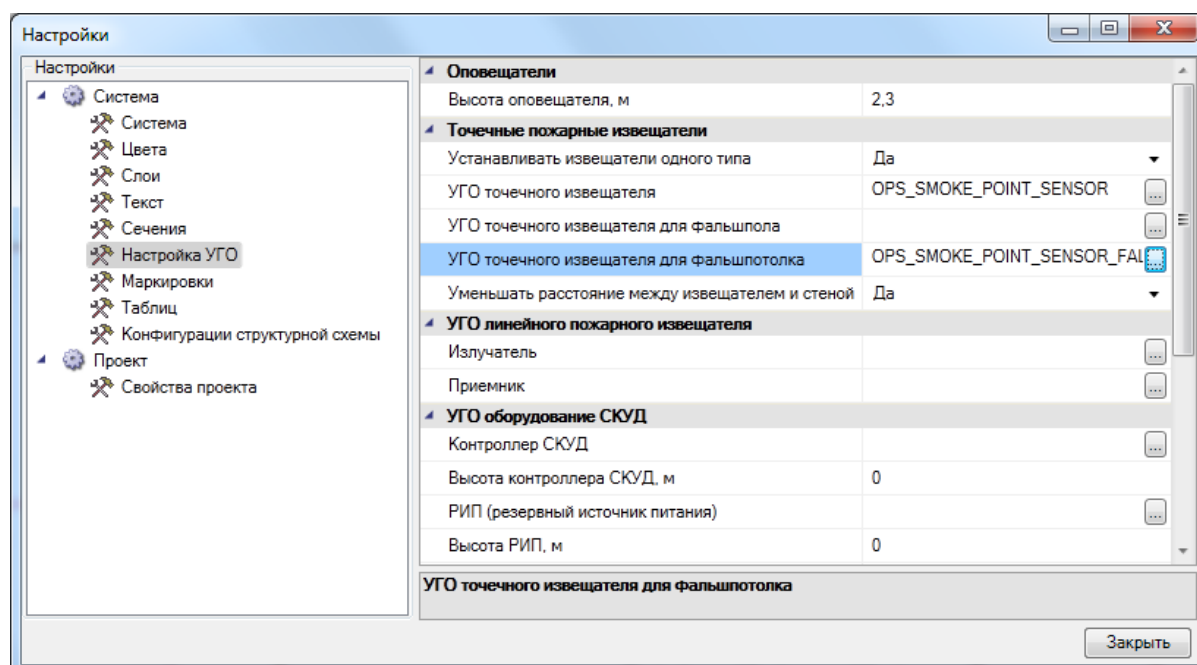 Настройки
Настройки
Система
Система
Цвета
Слои
Текст
Сечения
Настройка УГО
Маркировки
Таблиц
Конфигурации структурной схемы
Проект
Свойства проекта
Оповещатели
Высота оповещателя, м 2,3
Точечные пожарные извещатели
Устанавливать извещатели одного типа Да
УГО точечного извещателя OPS_SMOKE_POINT_SENSOR ...
УГО точечного извещателя для фальшпола ...
УГО точечного извещателя для фальшпотолка OPS_SMOKE_POINT_SENSOR_FAL ...
Уменьшать расстояние между извещателем и стеной Да
УГО линейного пожарного извещателя
Излучатель ...
Приемник ...
УГО оборудование СКУД
Контроллер СКУД ...
Высота контроллера СКУД, м 0
РИП (резервный источник питания) ...
Высота РИП, м 0
УГО точечного извещателя для фальшпотолка
Закрыть